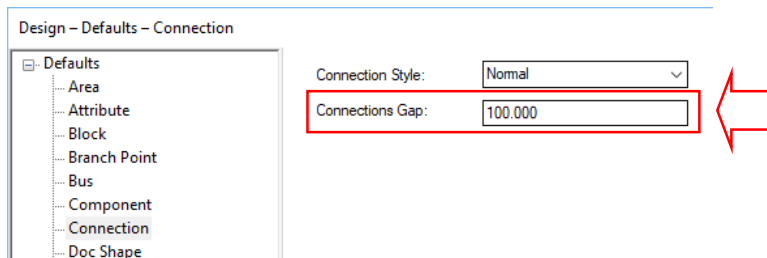 Design – Defaults – Connection
Defaults
Area
Attribute
Block
Branch Point
Bus
Component
Connection
Doc Shape
Connection Style: Normal
Connections Gap: 100.000